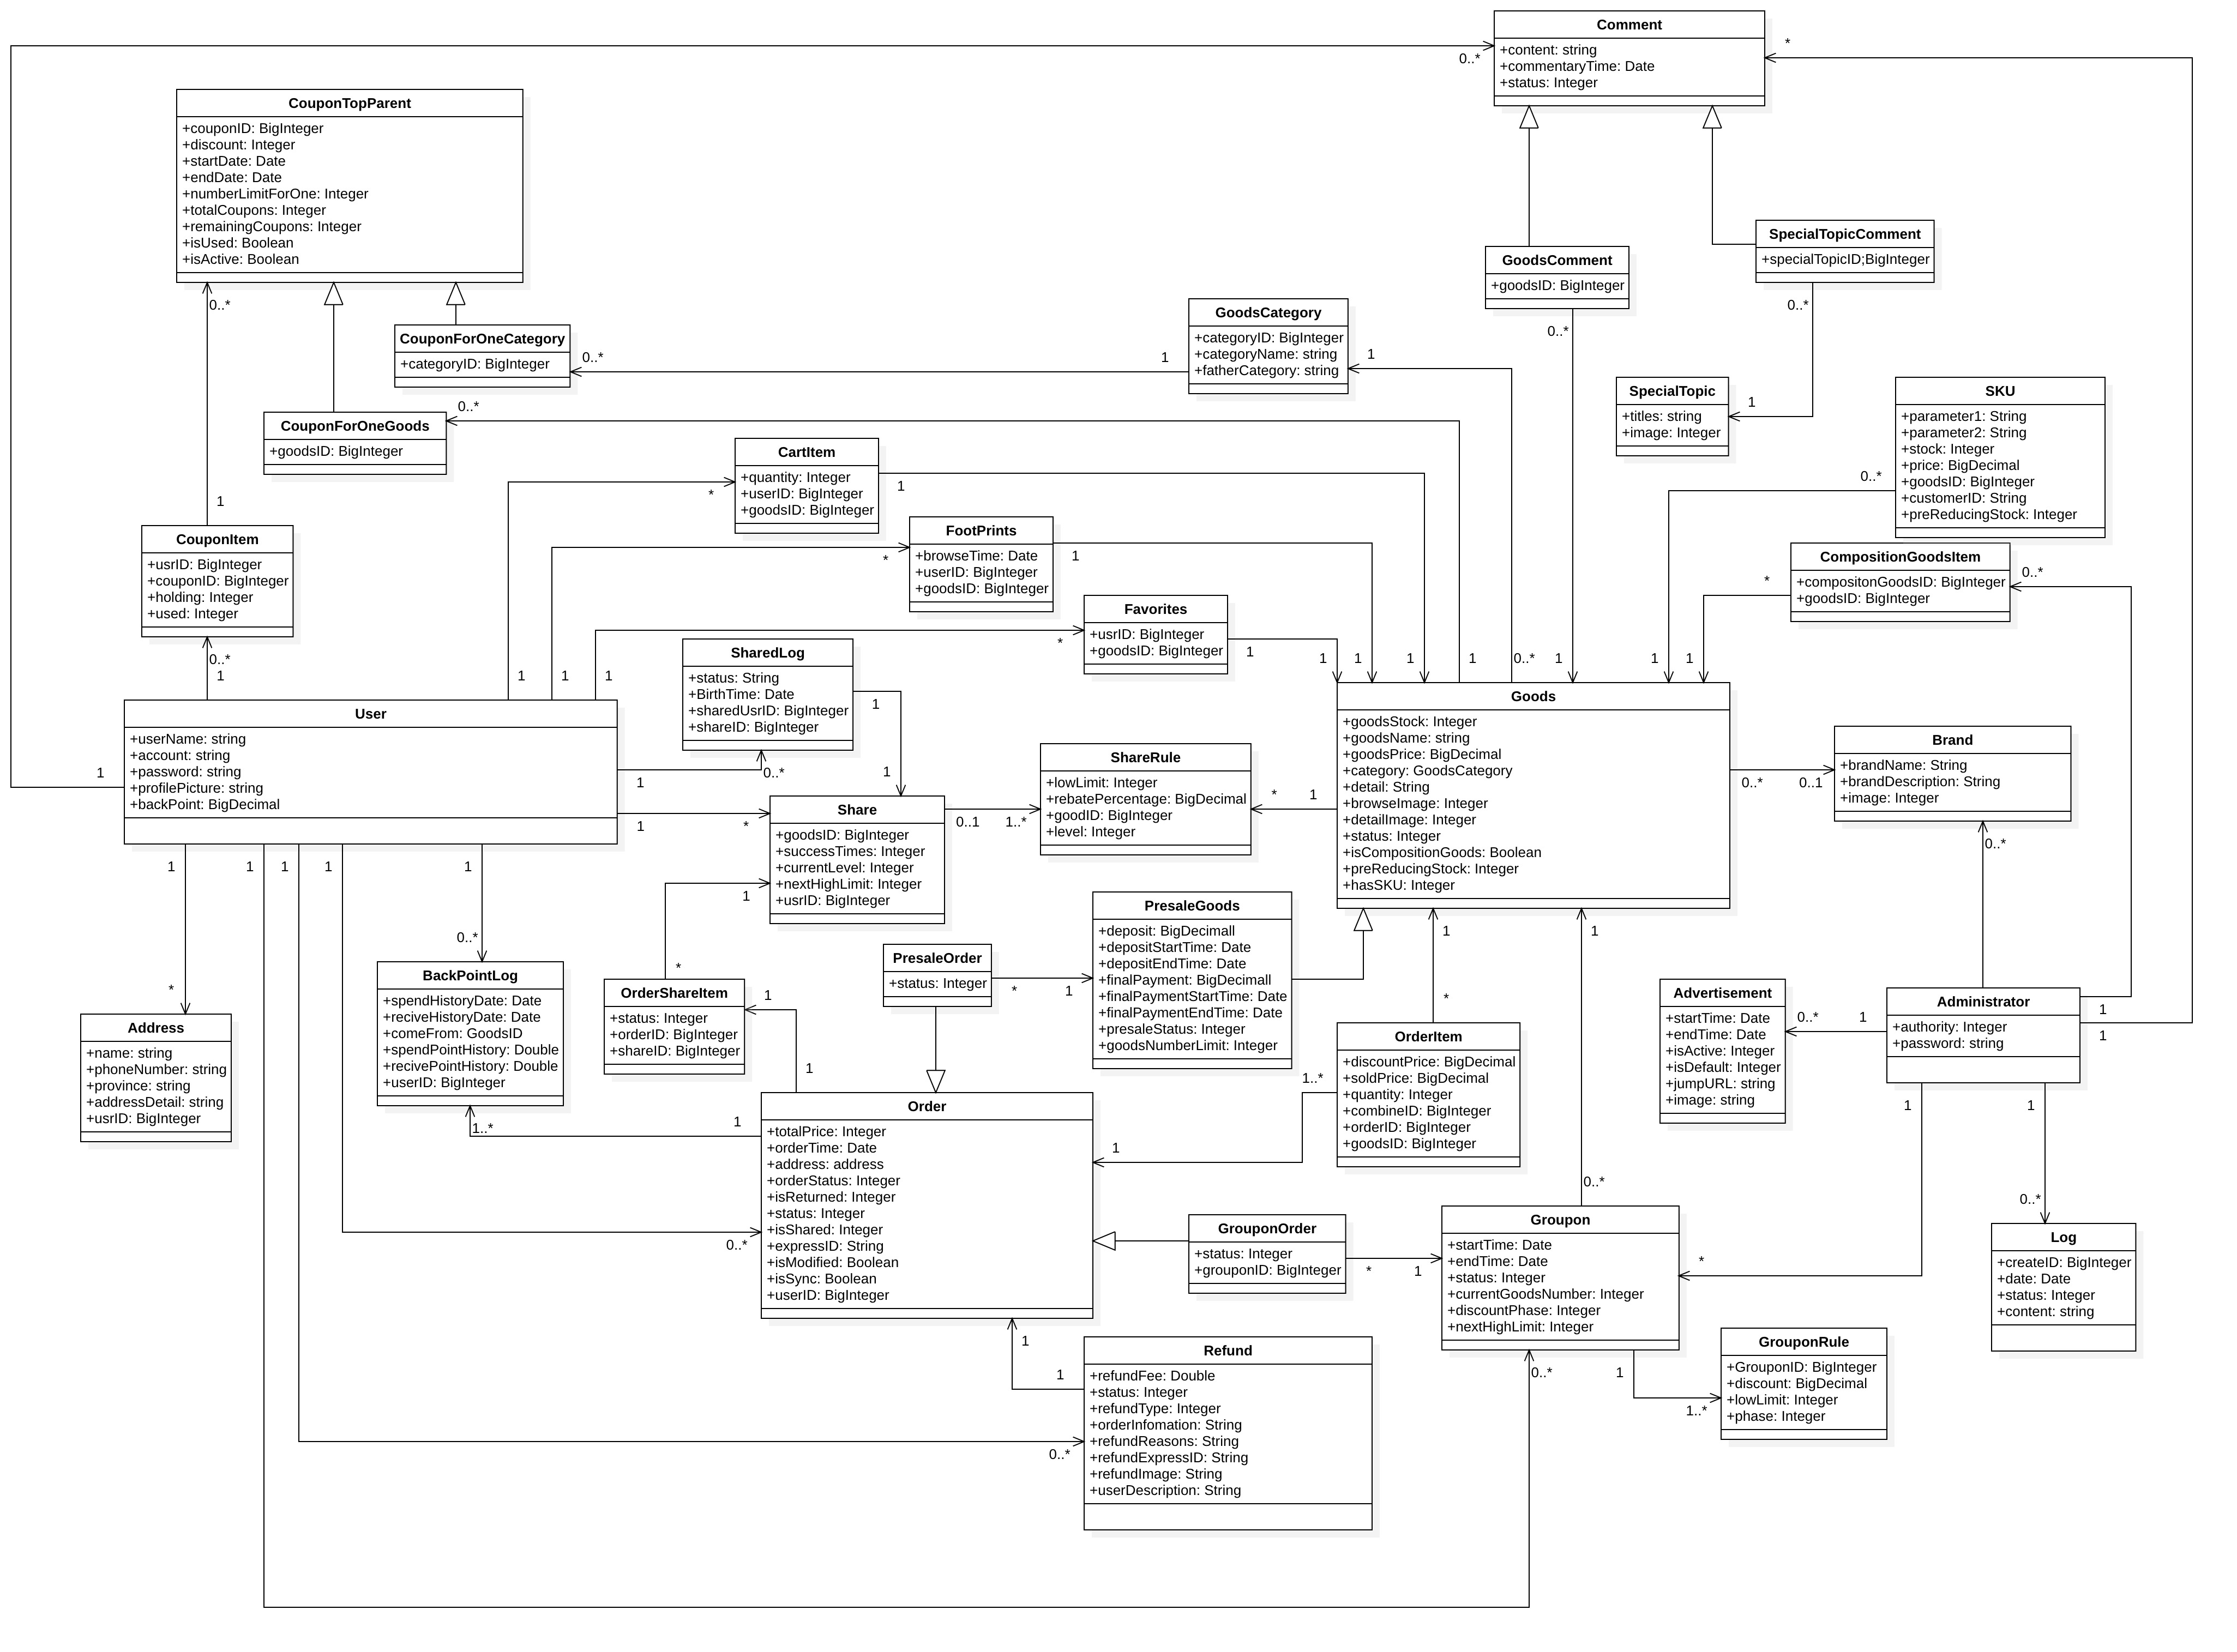 Comment
+content: string
+commentaryTime: Date
+status: Integer
0..*
*
CouponTopParent
+couponID: BigInteger
+discount: Integer
+startDate: Date
+endDate: Date
+numberLimitForOne: Integer
+totalCoupons: Integer
+remainingCoupons: Integer
+isUsed: Boolean
+isActive: Boolean
0..*
SpecialTopicComment
+specialTopicID;BigInteger
0..*
GoodsComment
+goodsID: BigInteger
0..*
GoodsCategory
+categoryID: BigInteger
+categoryName: string
+fatherCategory: string
1
1
CouponForOneCategory
+categoryID: BigInteger
0..*
CouponForOneGoods
+goodsID: BigInteger
0..*
SpecialTopic
+titles: string
+image: Integer
1
SKU
+parameter1: String
+parameter2: String
+stock: Integer
+price: BigDecimal
+goodsID: BigInteger
+customerID: String
+preReducingStock: Integer
0..*
CartItem
+quantity: Integer
+userID: BigInteger
+goodsID: BigInteger
*
1
FootPrints
+browseTime: Date
+userID: BigInteger
+goodsID: BigInteger
*
1
Favorites
+usrID: BigInteger
+goodsID: BigInteger
*
1
CompositionGoodsItem
+compositonGoodsID: BigInteger
+goodsID: BigInteger
*
0..*
1
CouponItem
+usrID: BigInteger
+couponID: BigInteger
+holding: Integer
+used: Integer
0..*
1
1
1
1
SharedLog
+status: String
+BirthTime: Date
+sharedUsrID: BigInteger
+shareID: BigInteger
0..*
1
1
1
1
1
1
0..*
1
1
1
User
+userName: string
+account: string
+password: string
+profilePicture: string
+backPoint: BigDecimal
1
1
1
*
1
1
1
1
1
Goods
+goodsStock: Integer
+goodsName: string
+goodsPrice: BigDecimal
+category: GoodsCategory
+detail: String
+browseImage: Integer
+detailImage: Integer
+status: Integer
+isCompositionGoods: Boolean
+preReducingStock: Integer
+hasSKU: Integer
0..*
0..1
Brand
+brandName: String
+brandDescription: String
+image: Integer
0..*
ShareRule
+lowLimit: Integer
+rebatePercentage: BigDecimal
+goodID: BigInteger
+level: Integer
*
1
Share
+goodsID: BigInteger
+successTimes: Integer
+currentLevel: Integer
+nextHighLimit: Integer
+usrID: BigInteger
0..1
1..*
1
PresaleGoods
+deposit: BigDecimall
+depositStartTime: Date
+depositEndTime: Date
+finalPayment: BigDecimall
+finalPaymentStartTime: Date
+finalPaymentEndTime: Date
+presaleStatus: Integer
+goodsNumberLimit: Integer
PresaleOrder
+status: Integer
*
1
1
1
*
0..*
BackPointLog
+spendHistoryDate: Date
+reciveHistoryDate: Date
+comeFrom: GoodsID
+spendPointHistory: Double
+recivePointHistory: Double
+userID: BigInteger
1..*
1
OrderShareItem
+status: Integer
+orderID: BigInteger
+shareID: BigInteger
*
1
1
Address
+name: string
+phoneNumber: string
+province: string
+addressDetail: string
+usrID: BigInteger
*
OrderItem
+discountPrice: BigDecimal
+soldPrice: BigDecimal
+quantity: Integer
+combineID: BigInteger
+orderID: BigInteger
+goodsID: BigInteger
1..*
1
Advertisement
+startTime: Date
+endTime: Date
+isActive: Integer
+isDefault: Integer
+jumpURL: string
+image: string
0..*
1
Administrator
+authority: Integer
+password: string
1
1
1
1
Order
+totalPrice: Integer
+orderTime: Date
+address: address
+orderStatus: Integer
+isReturned: Integer
+status: Integer
+isShared: Integer
+expressID: String
+isModified: Boolean
+isSync: Boolean
+userID: BigInteger
0..*
GrouponOrder
+status: Integer
+grouponID: BigInteger
*
1
0..*
Groupon
+startTime: Date
+endTime: Date
+status: Integer
+currentGoodsNumber: Integer
+discountPhase: Integer
+nextHighLimit: Integer
*
0..*
1
1..*
0..*
Log
+createID: BigInteger
+date: Date
+status: Integer
+content: string
GrouponRule
+GrouponID: BigInteger
+discount: BigDecimal
+lowLimit: Integer
+phase: Integer
Refund
+refundFee: Double
+status: Integer
+refundType: Integer
+orderInfomation: String
+refundReasons: String
+refundExpressID: String
+refundImage: String
+userDescription: String
1
1
0..*